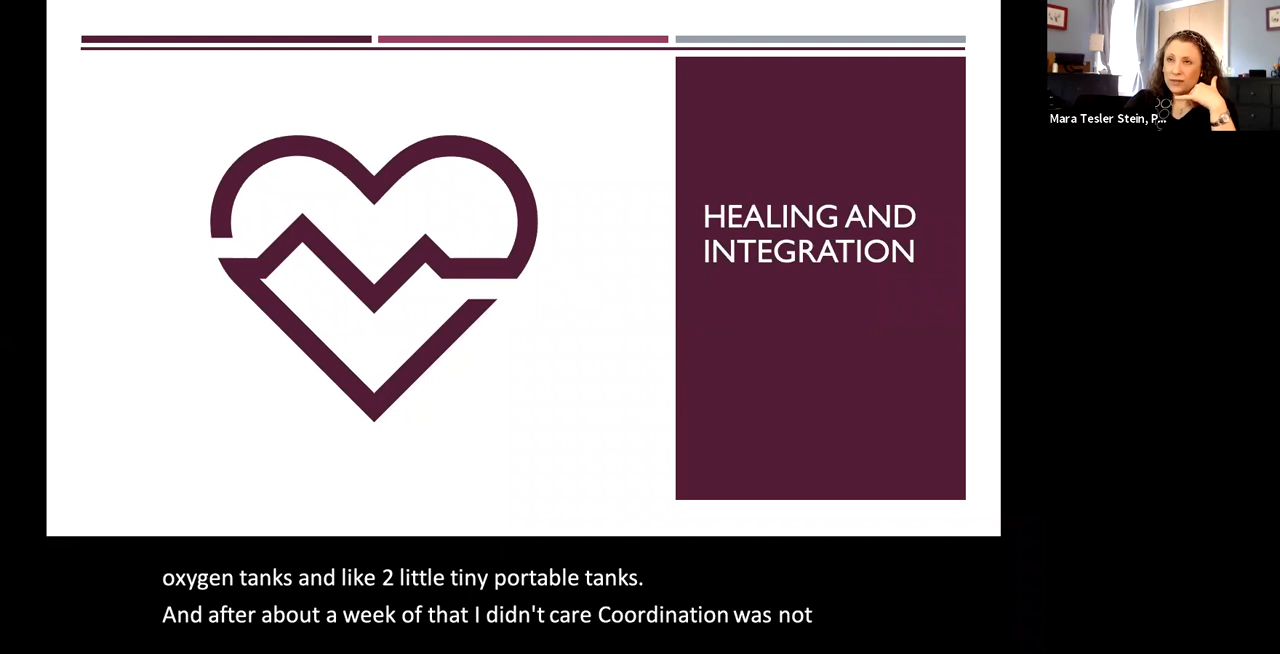 Mara Tesler Stein, P...
HEALING AND
INTEGRATION
oxygen tanks and like 2 little tiny portable tanks.
And after about a week of that I didn't care Coordination was not